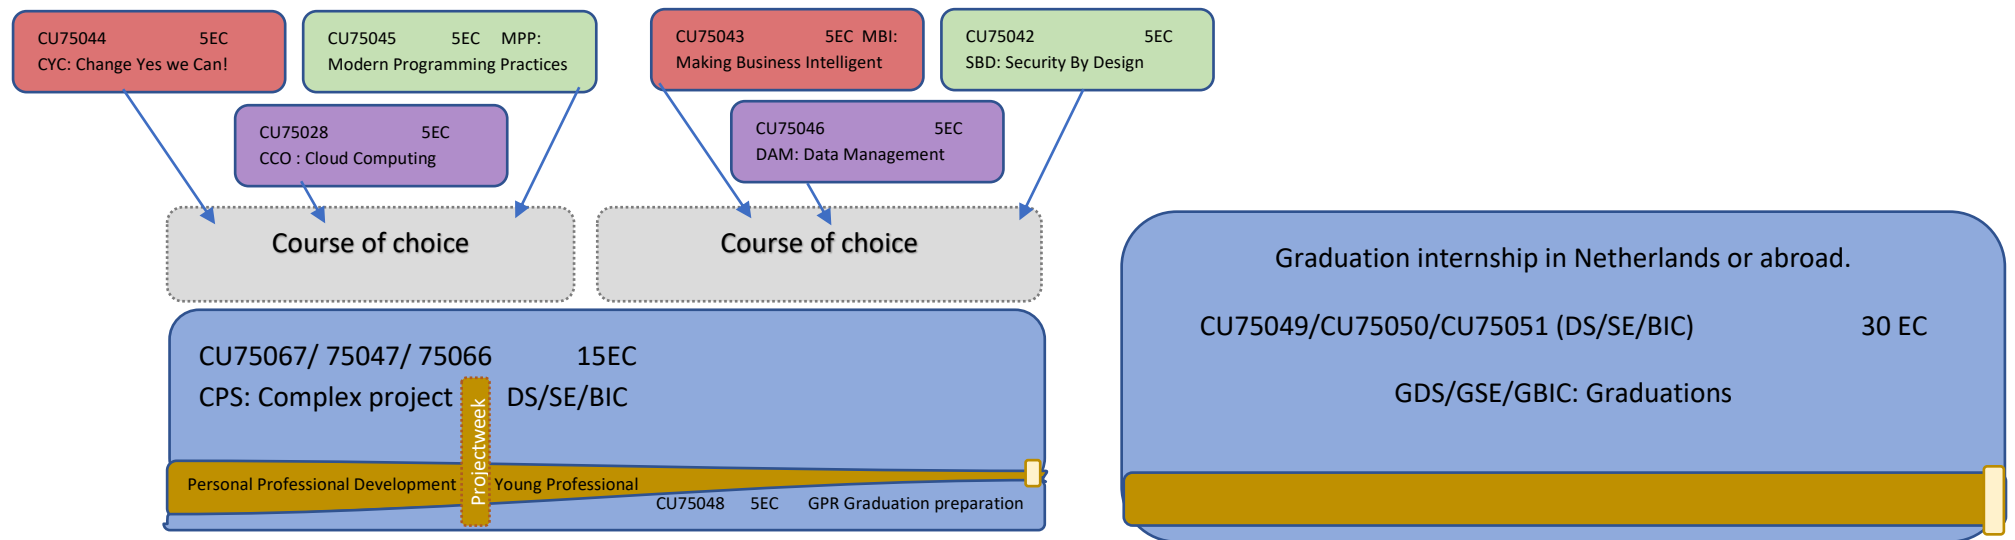 CU75044 5EC
CYC: Change Yes we Can!
CU75045 5EC MPP:
Modern Programming Practices
CU75028 5EC
CCO : Cloud Computing
CU75043 5EC MBI:
Making Business Intelligent
CU75042 5EC
SBD: Security By Design
CU75046 5EC
DAM: Data Management
Course of choice
Course of choice
CU75067/ 75047/ 75066 15EC
CPS: Complex project DS/SE/BIC
Projectweek
Personal Professional Development
Young Professional
CU75048 5EC GPR Graduation preparation
Graduation internship in Netherlands or abroad.
CU75049/CU75050/CU75051 (DS/SE/BIC) 30 EC
GDS/GSE/GBIC: Graduations